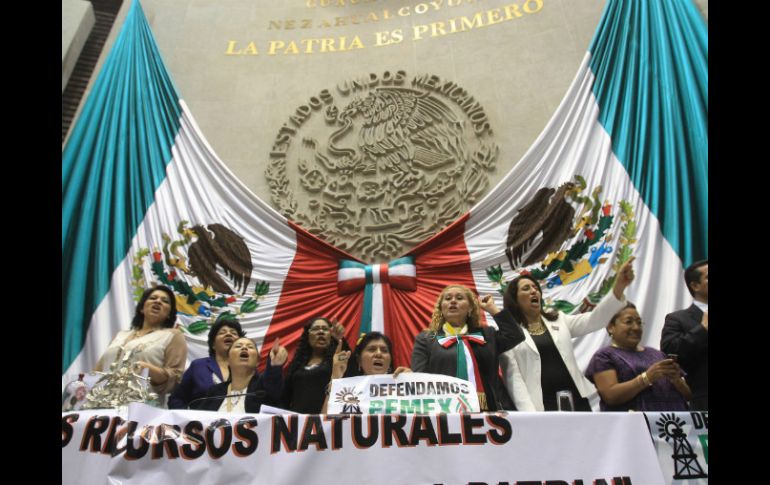 NEZAHUALCOYOTL
LA PATRIA ES PRIMERO
ESTADOS UNIDOS MEXICANOS
DEFENDAMOS
PEMEX
RECURSOS NATURALES